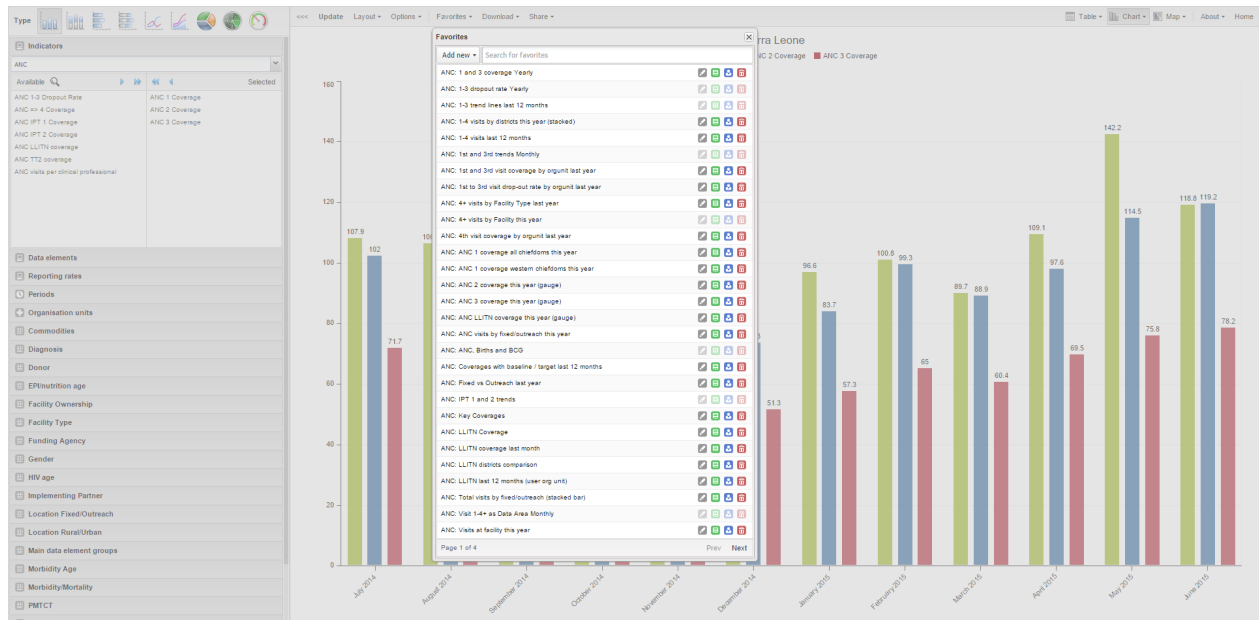 Type
<<< Update Layout Options Favorites Download Share Table Chart Map About Home
Indicators
ANC
Available Selected
ANC 1-3 Dropout Rate
ANC => 4 Coverage
ANC IPT 1 Coverage
ANC IPT 2 Coverage
ANC LLITN coverage
ANC TT2 coverage
ANC visits per clinical professional
ANC 1 Coverage
ANC 2 Coverage
ANC 3 Coverage
Data elements
Reporting rates
Periods
Organisation units
Commodities
Diagnosis
Donor
EPI/nutrition age
Facility Ownership
Facility Type
Funding Agency
Gender
HIV age
Implementing Partner
Location Fixed/Outreach
Location Rural/Urban
Main data element groups
Morbidity Age
Morbidity/Mortality
PMTCT
Favorites
Add new Search for favorites
ANC: 1 and 3 coverage Yearly
ANC: 1-3 dropout rate Yearly
ANC: 1-3 trend lines last 12 months
ANC: 1-4 visits by districts this year (stacked)
ANC: 1-4 visits last 12 months
ANC: 1st and 3rd trends Monthly
ANC: 1st and 3rd visit coverage by orgunit last year
ANC: 1st to 3rd visit drop-out rate by orgunit last year
ANC: 4+ visits by Facility Type last year
ANC: 4+ visits by Facility this year
ANC: 4th visit coverage by orgunit last year
ANC: ANC 1 coverage all chiefdoms this year
ANC: ANC 1 coverage western chiefdoms this year
ANC: ANC 2 coverage this year (gauge)
ANC: ANC 3 coverage this year (gauge)
ANC: ANC LLITN coverage this year (gauge)
ANC: ANC visits by fixed/outreach this year
ANC: ANC, Births and BCG
ANC: Coverages with baseline / target last 12 months
ANC: Fixed vs Outreach last year
ANC: IPT 1 and 2 trends
ANC: Key Coverages
ANC: LLITN Coverage
ANC: LLITN coverage last month
ANC: LLITN districts comparison
ANC: LLITN last 12 months (user org unit)
ANC: Total visits by fixed/outreach (stacked bar)
ANC: Visit 1-4+ as Data Area Monthly
ANC: Visits at facility this year
Page 1 of 4 Prev Next
rra Leone
NC 2 Coverage ANC 3 Coverage
160
140
120
100
80
60
40
20
0
107.9 102 71.7
51.3
96.6 83.7 57.3
100.8 99.3 65
89.7 88.9 60.4
109.1 97.6 69.5
142.2 114.5 75.8
118.8 119.2 78.2
July 2014 August 2014 September 2014 October 2014 November 2014 December 2014 January 2015 February 2015 March 2015 April 2015 May 2015 June 2015